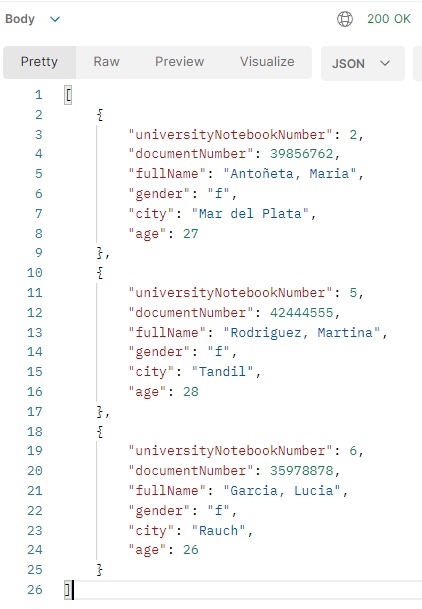 Body 200 OK
Pretty Raw Preview Visualize JSON
1 [
2 {
3 "universityNotebookNumber": 2,
4 "documentNumber": 39856762,
5 "fullName": "Antoñeta, Maria",
6 "gender": "f",
7 "city": "Mar del Plata",
8 "age": 27
9 },
10 {
11 "universityNotebookNumber": 5,
12 "documentNumber": 42444555,
13 "fullName": "Rodriguez, Martina",
14 "gender": "f",
15 "city": "Tandil",
16 "age": 28
17 },
18 {
19 "universityNotebookNumber": 6,
20 "documentNumber": 35978878,
21 "fullName": "Garcia, Lucia",
22 "gender": "f",
23 "city": "Rauch",
24 "age": 26
25 }
26 ]